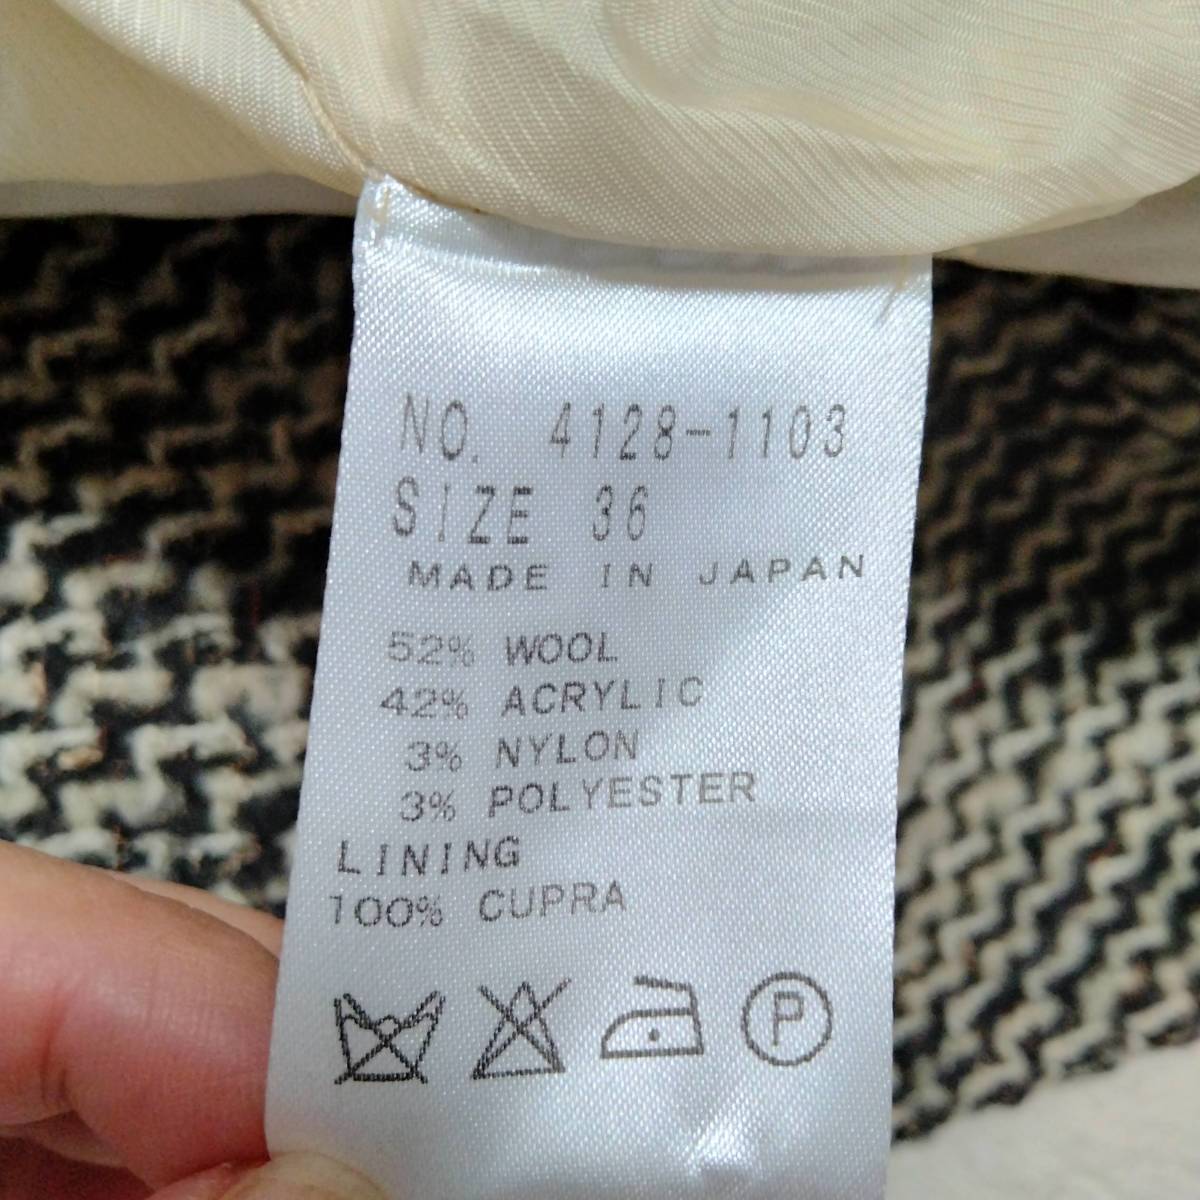 NO. 4128-1103
SIZE 36
MADE IN JAPAN
52% WOOL
42% ACRYLIC
3% NYLON
3% POLYESTER
LINING
100% CUPRA
P